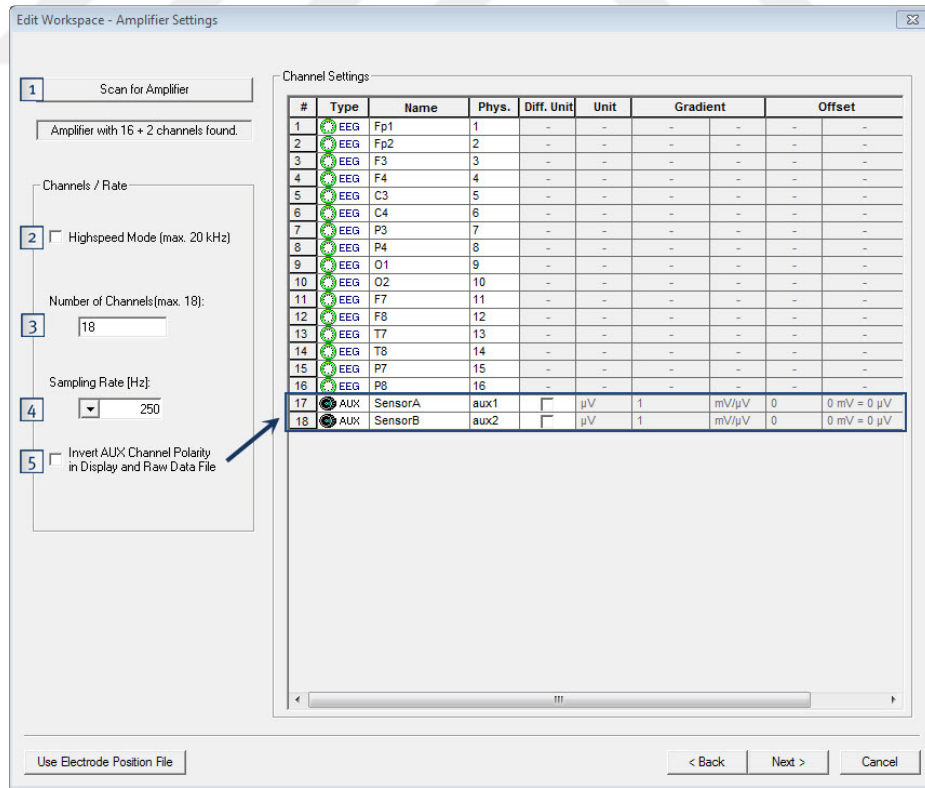 Edit Workspace - Amplifier Settings
1 Scan for Amplifier
Amplifier with 16 + 2 channels found.
Channels / Rate
2 Highspeed Mode (max. 20 kHz)
Number of Channels(max. 18):
3 18
Sampling Rate [Hz]:
4 250
5 Invert AUX Channel Polarity
in Display and Raw Data File
Channel Settings
# Type Name Phys. Diff. Unit Unit Gradient Offset
1 EEG Fp1 1 - - - - - -
2 EEG Fp2 2 - - - - - -
3 EEG F3 3 - - - - - -
4 EEG F4 4 - - - - - -
5 EEG C3 5 - - - - - -
6 EEG C4 6 - - - - - -
7 EEG P3 7 - - - - - -
8 EEG P4 8 - - - - - -
9 EEG O1 9 - - - - - -
10 EEG O2 10 - - - - - -
11 EEG F7 11 - - - - - -
12 EEG F8 12 - - - - - -
13 EEG T7 13 - - - - - -
14 EEG T8 14 - - - - - -
15 EEG P7 15 - - - - - -
16 EEG P8 16 - - - - - -
17 AUX SensorA aux1 µV 1 mV/µV 0 0 mV = 0 µV
18 AUX SensorB aux2 µV 1 mV/µV 0 0 mV = 0 µV
Use Electrode Position File
< Back Next > Cancel